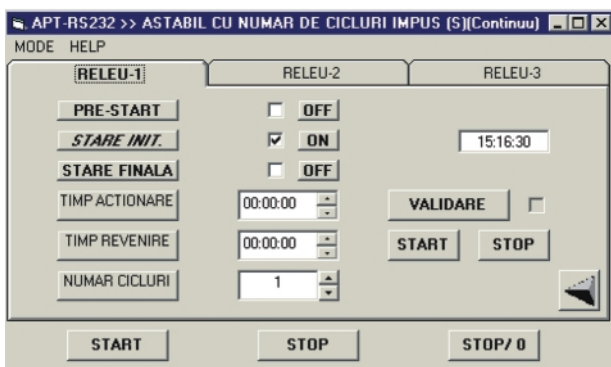 APT-RS232 >> ASTABIL CU NUMAR DE CICLURI IMPUS (S)(Continuu)
MODE HELP
RELEU-1 RELEU-2 RELEU-3
PRE-START OFF
STARE INIT. ON 15:16:30
STARE FINALA OFF
TIMP ACTIONARE 00:00:00 VALIDARE
TIMP REVENIRE 00:00:00 START STOP
NUMAR CICLURI 1
START STOP STOP/ 0